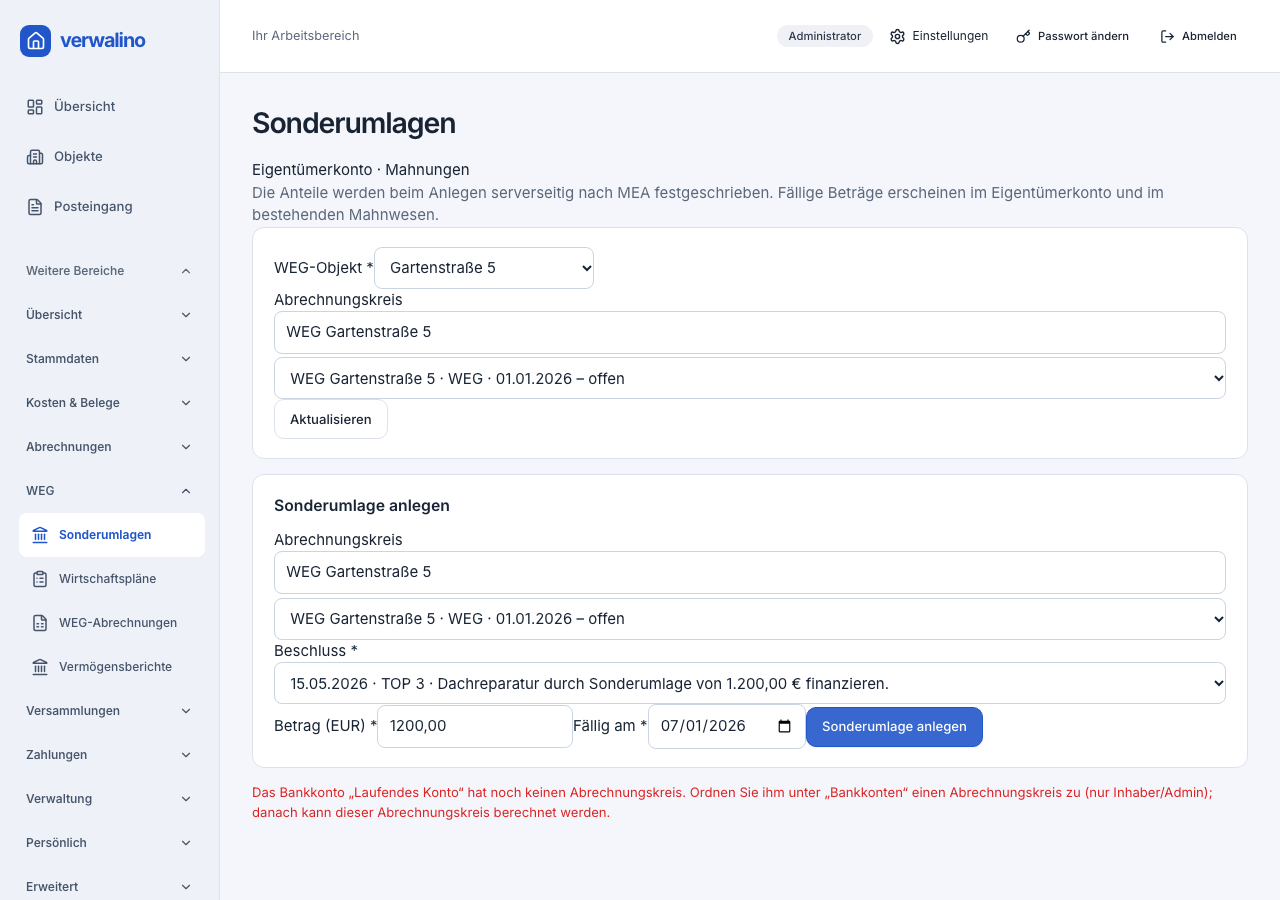 verwalino
Ihr Arbeitsbereich
Administrator
Einstellungen
Passwort ändern
Abmelden
Übersicht
Objekte
Posteingang
Weitere Bereiche
Übersicht
Stammdaten
Kosten & Belege
Abrechnungen
WEG
Sonderumlagen
Wirtschaftspläne
WEG-Abrechnungen
Vermögensberichte
Versammlungen
Zahlungen
Verwaltung
Persönlich
Erweitert
Sonderumlagen
Eigentümerkonto · Mahnungen
Die Anteile werden beim Anlegen serverseitig nach MEA festgeschrieben. Fällige Beträge erscheinen im Eigentümerkonto und im
bestehenden Mahnwesen.
WEG-Objekt * Gartenstraße 5
Abrechnungskreis
WEG Gartenstraße 5
WEG Gartenstraße 5 · WEG · 01.01.2026 – offen
Aktualisieren
Sonderumlage anlegen
Abrechnungskreis
WEG Gartenstraße 5
WEG Gartenstraße 5 · WEG · 01.01.2026 – offen
Beschluss *
15.05.2026 · TOP 3 · Dachreparatur durch Sonderumlage von 1.200,00 € finanzieren.
Betrag (EUR) * 1200,00 Fällig am * 07/01/2026 Sonderumlage anlegen
Das Bankkonto „Laufendes Konto“ hat noch keinen Abrechnungskreis. Ordnen Sie ihm unter „Bankkonten“ einen Abrechnungskreis zu (nur Inhaber/Admin);
danach kann dieser Abrechnungskreis berechnet werden.